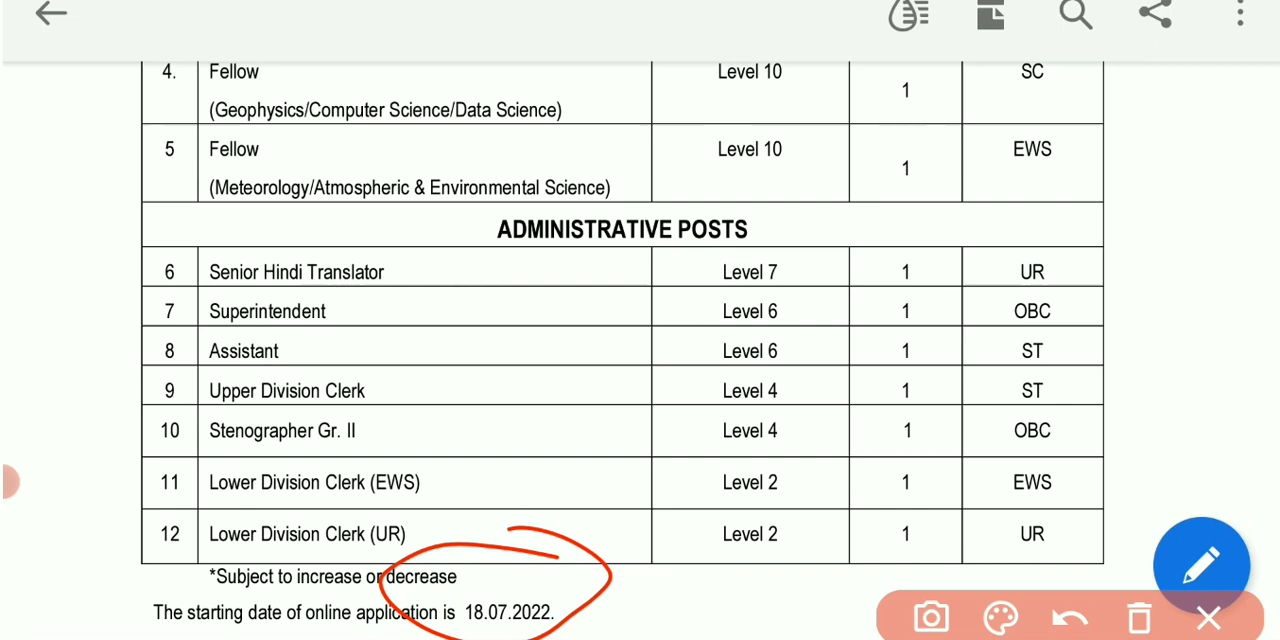 4. Fellow Level 10 1 SC
(Geophysics/Computer Science/Data Science)
5 Fellow Level 10 1 EWS
(Meteorology/Atmospheric & Environmental Science)
ADMINISTRATIVE POSTS
6 Senior Hindi Translator Level 7 1 UR
7 Superintendent Level 6 1 OBC
8 Assistant Level 6 1 ST
9 Upper Division Clerk Level 4 1 ST
10 Stenographer Gr. II Level 4 1 OBC
11 Lower Division Clerk (EWS) Level 2 1 EWS
12 Lower Division Clerk (UR) Level 2 1 UR
*Subject to increase or decrease
The starting date of online application is 18.07.2022.